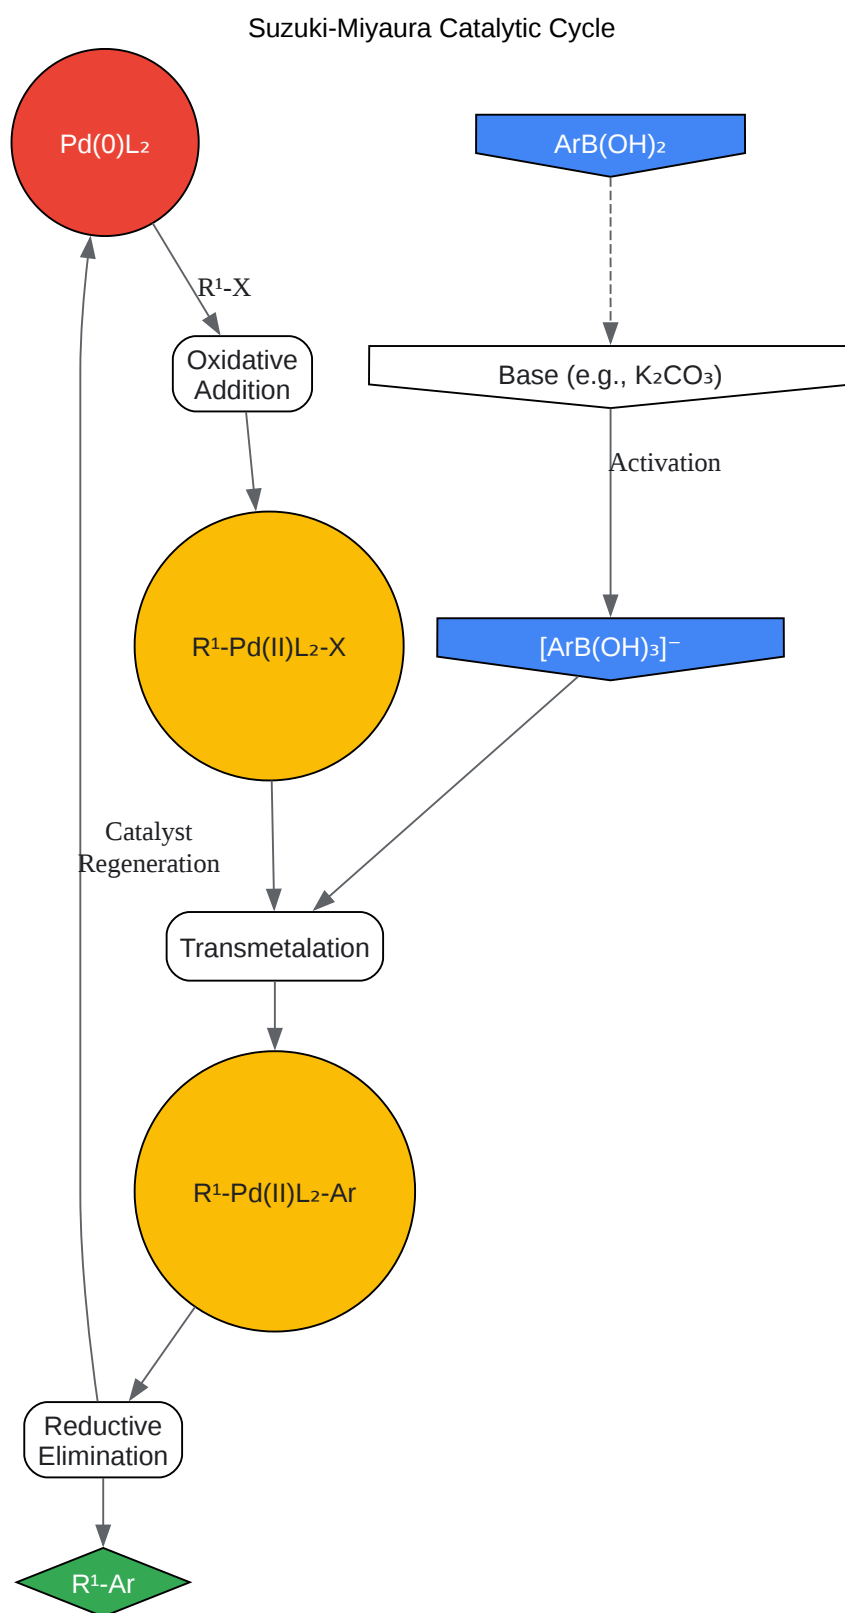 Suzuki-Miyaura Catalytic Cycle
Pd(0)L₂
ArB(OH)₂
R¹-X
Oxidative
Addition
Base (e.g., K₂CO₃)
Activation
R¹-Pd(II)L₂-X
[ArB(OH)₃]⁻
Catalyst
Regeneration
Transmetalation
R¹-Pd(II)L₂-Ar
Reductive
Elimination
R¹-Ar